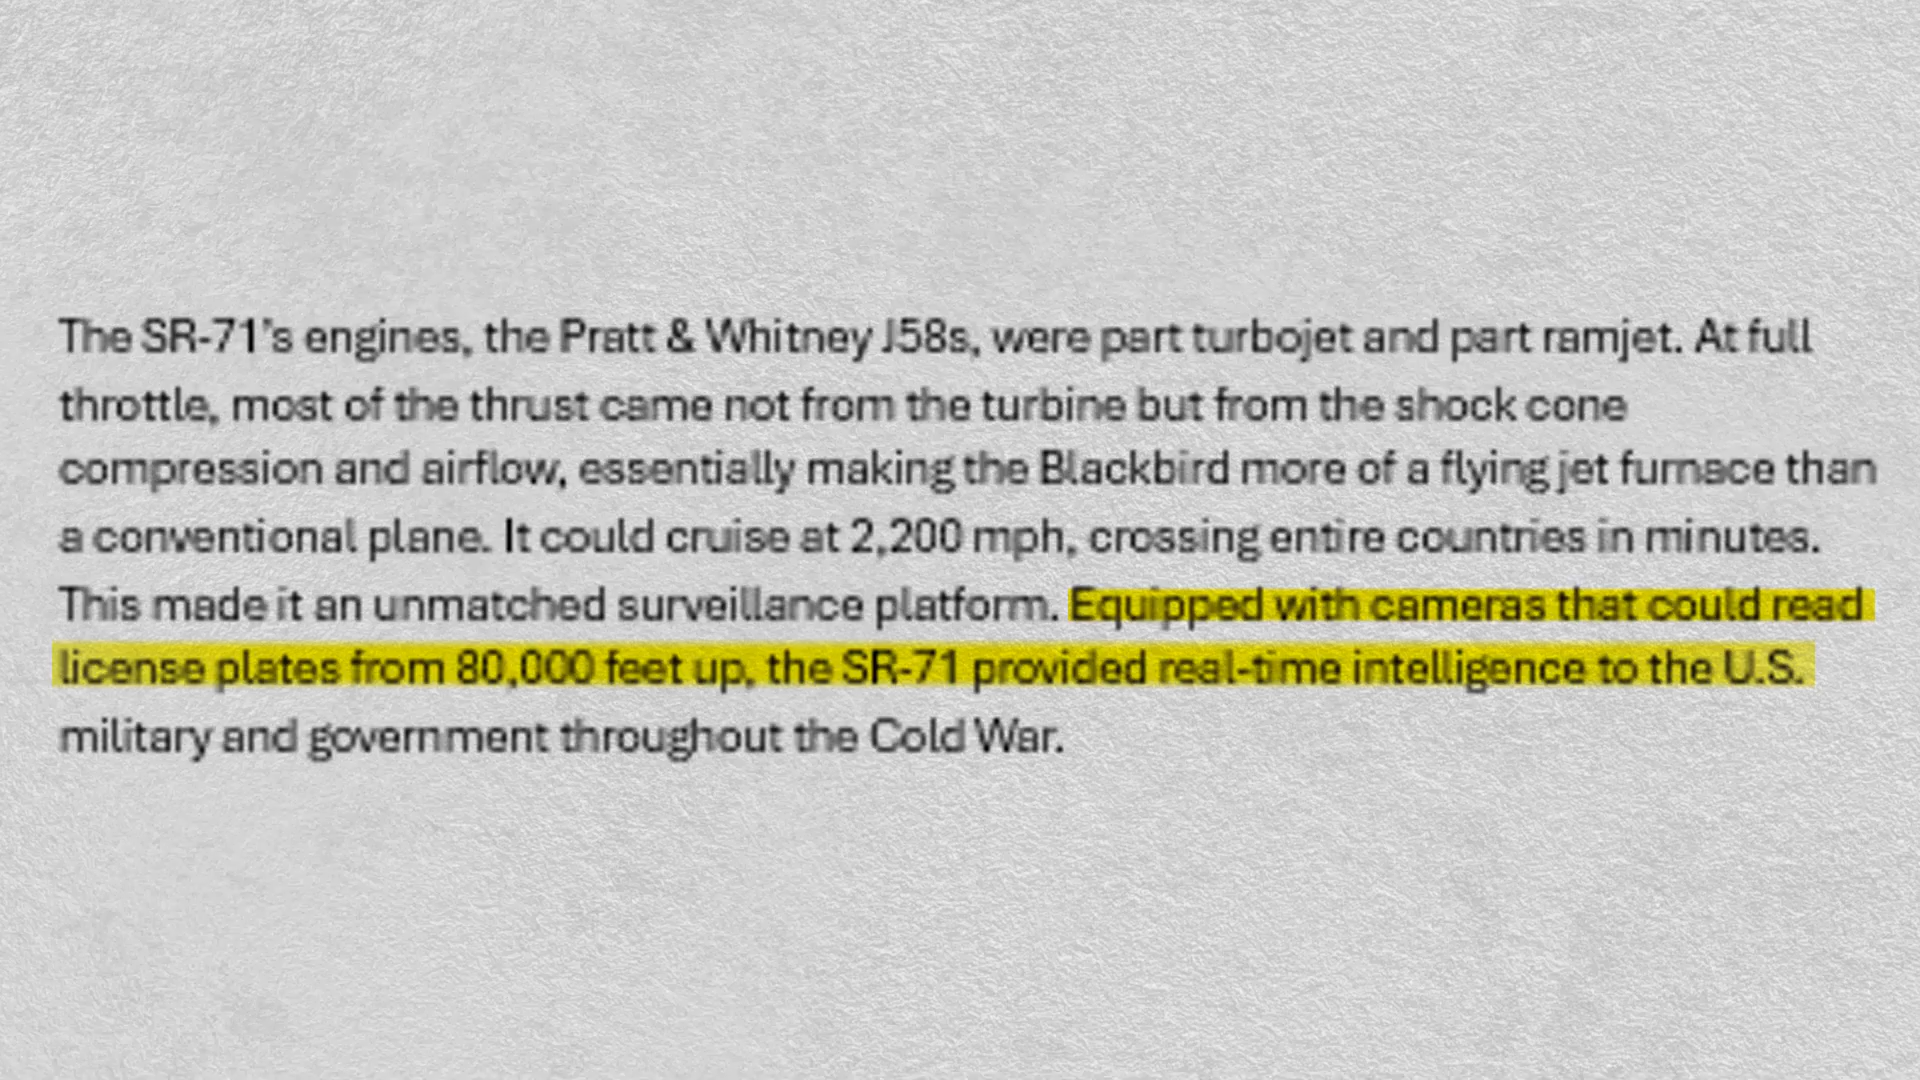 The SR-71's engines, the Pratt & Whitney J58s, were part turbojet and part ramjet. At full
throttle, most of the thrust came not from the turbine but from the shock cone
compression and airflow, essentially making the Blackbird more of a flying jet furnace than
a conventional plane. It could cruise at 2,200 mph, crossing entire countries in minutes.
This made it an unmatched surveillance platform. Equipped with cameras that could read
license plates from 80,000 feet up, the SR-71 provided real-time intelligence to the U.S.
military and government throughout the Cold War.